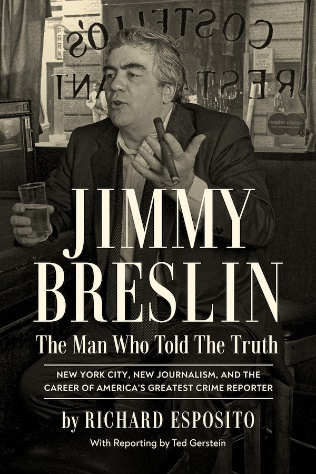 COSTELLO'S
RESTAURANT
JIMMY
BRESLIN
The Man Who Told The Truth
NEW YORK CITY, NEW JOURNALISM, AND THE
CAREER OF AMERICA'S GREATEST CRIME REPORTER
by RICHARD ESPOSITO
With Reporting by Ted Gerstein